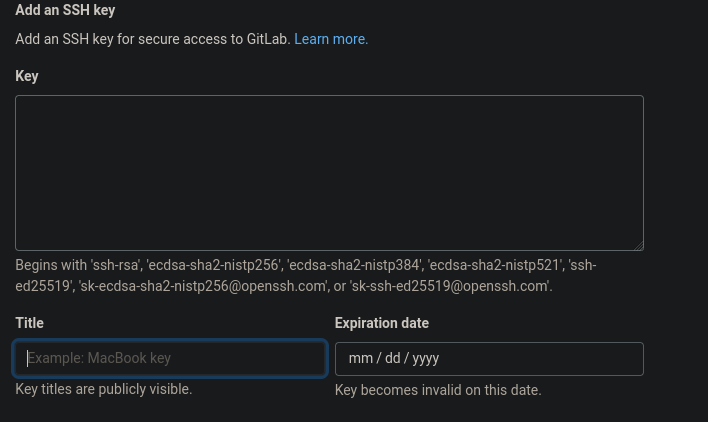 Add an SSH key
Add an SSH key for secure access to GitLab. Learn more.
Key
Begins with 'ssh-rsa', 'ecdsa-sha2-nistp256', 'ecdsa-sha2-nistp384', 'ecdsa-sha2-nistp521', 'ssh-
ed25519', 'sk-ecdsa-sha2-nistp256@openssh.com', or 'sk-ssh-ed25519@openssh.com'.
Title
Example: MacBook key
Key titles are publicly visible.
Expiration date
mm / dd / yyyy
Key becomes invalid on this date.